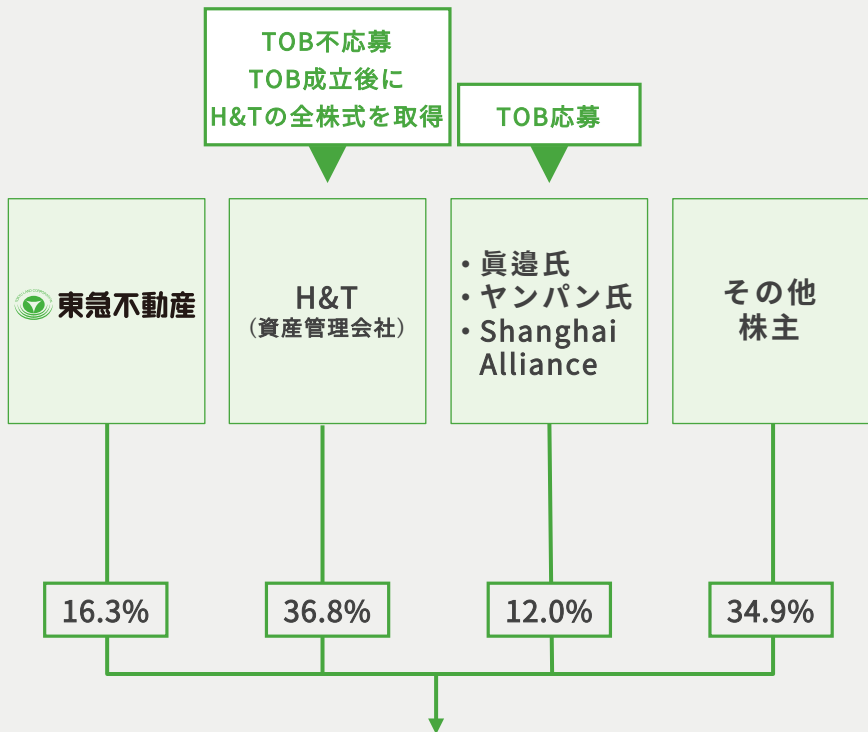 TOB不応募
TOB成立後に
H&Tの全株式を取得
TOB応募
東急不動産
H&T
（資産管理会社）
・眞邉氏
・ヤンパン氏
・Shanghai
Alliance
その他
株主
16.3%
36.8%
12.0%
34.9%